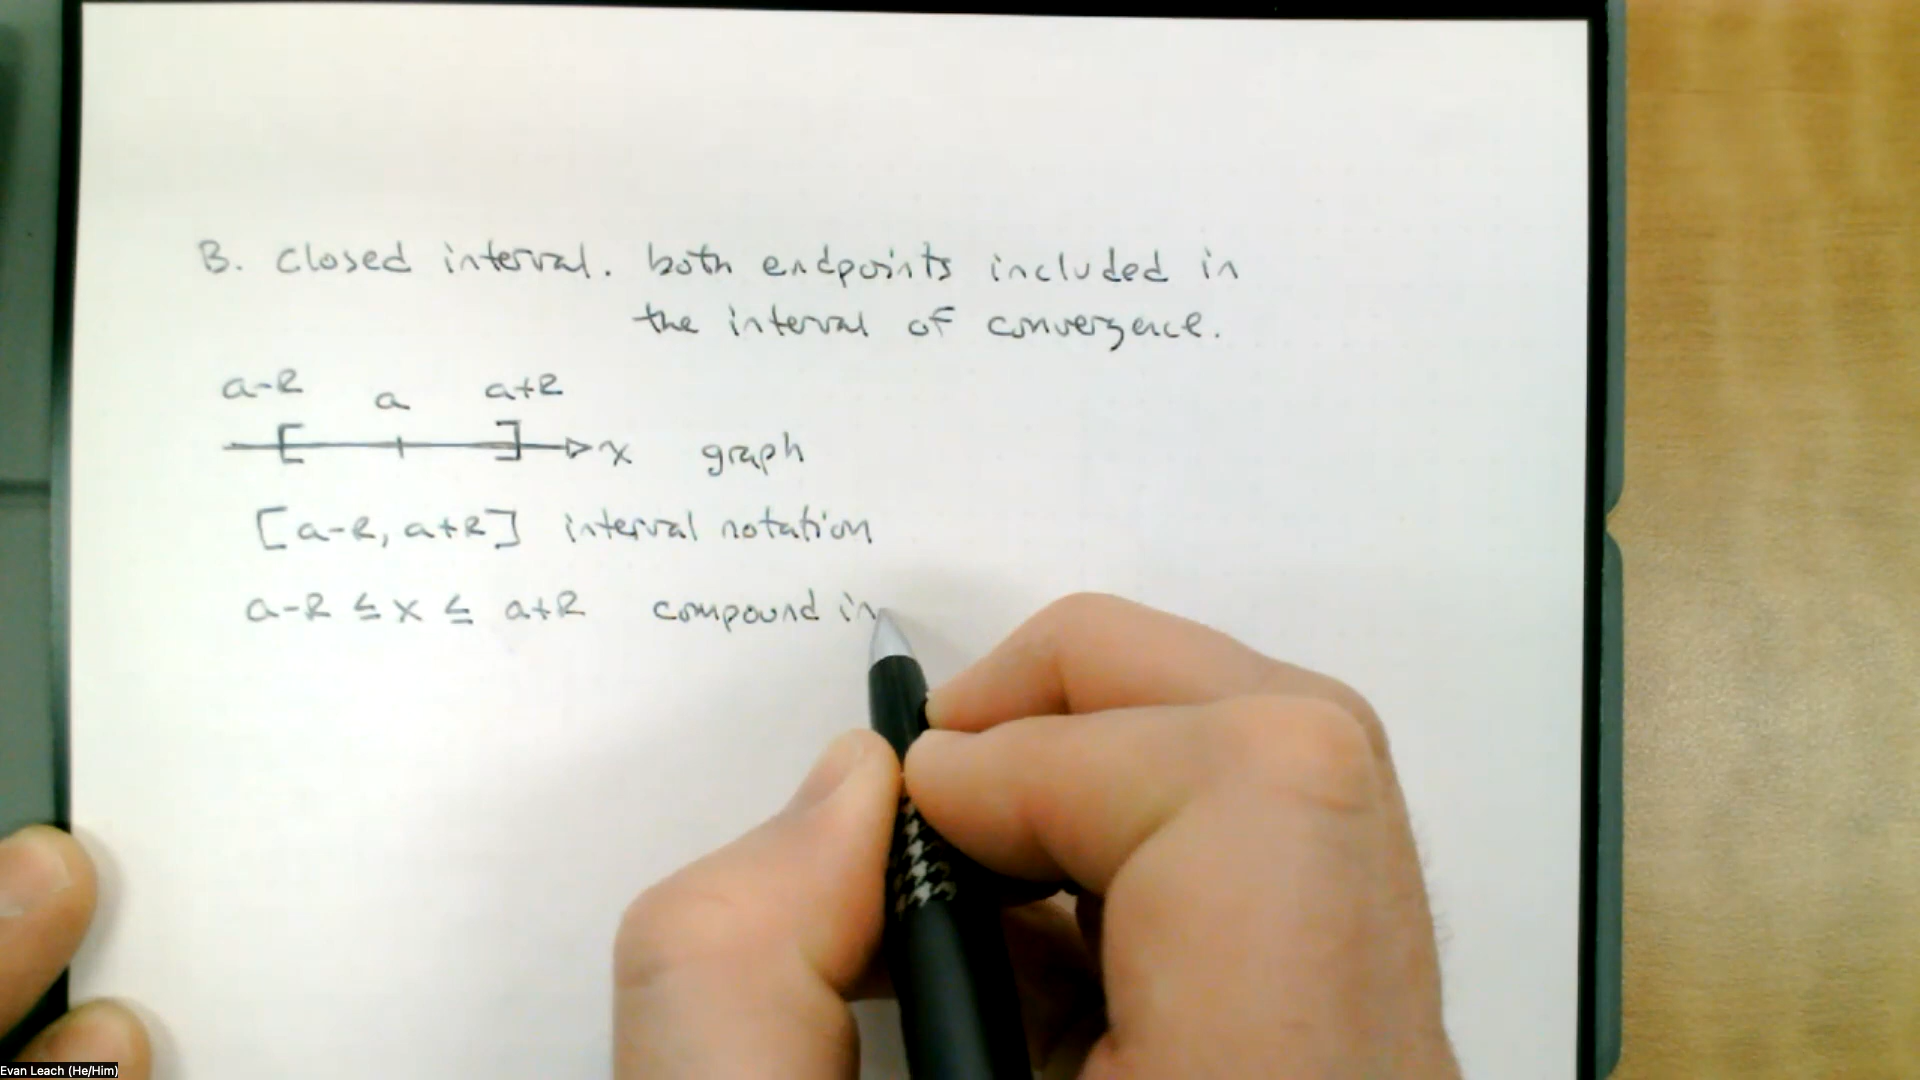 B. closed interval. both endpoints included in
the interval of convergence.
a-R a a+R
[ ] x graph
[a-R, a+R] interval notation
a-R ≤ x ≤ a+R compound in
Evan Leach (He/Him)